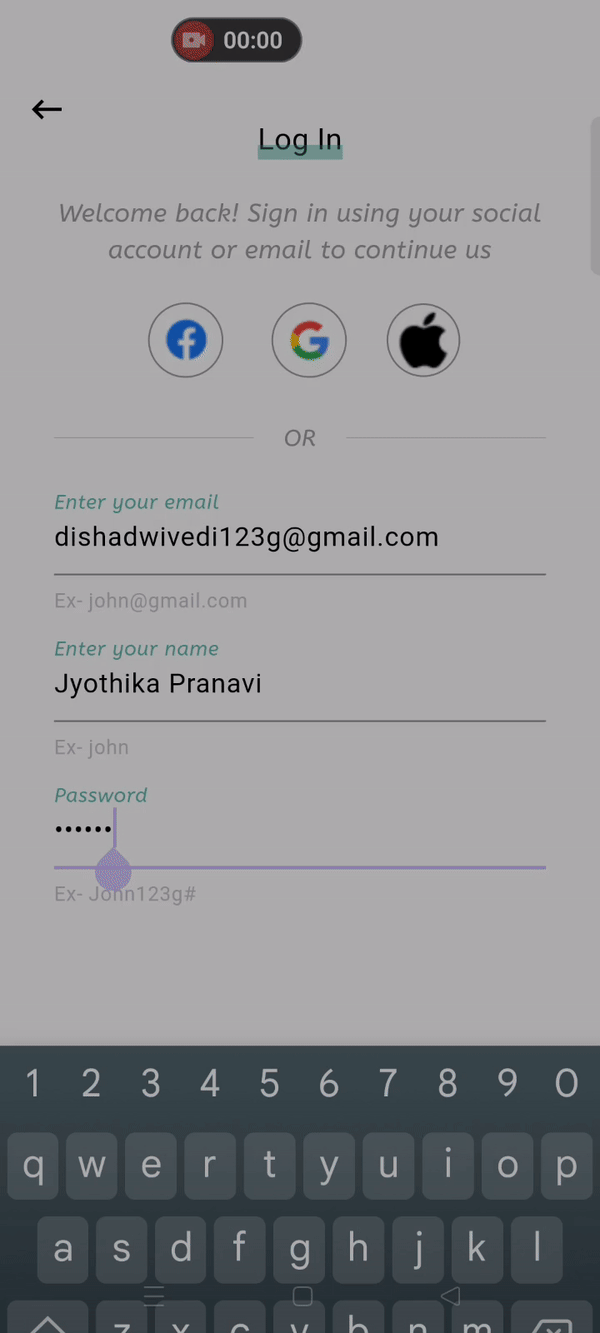 00:00
Log In
Welcome back! Sign in using your social
account or email to continue us
OR
Enter your email
dishadwivedi123g@gmail.com
Ex- john@gmail.com
Enter your name
Jyothika Pranavi
Ex- john
Password
••••••
Ex- John123g#
1 2 3 4 5 6 7 8 9 0
q w e r t y u i o p
a s d f g h j k l
z x c v b n m